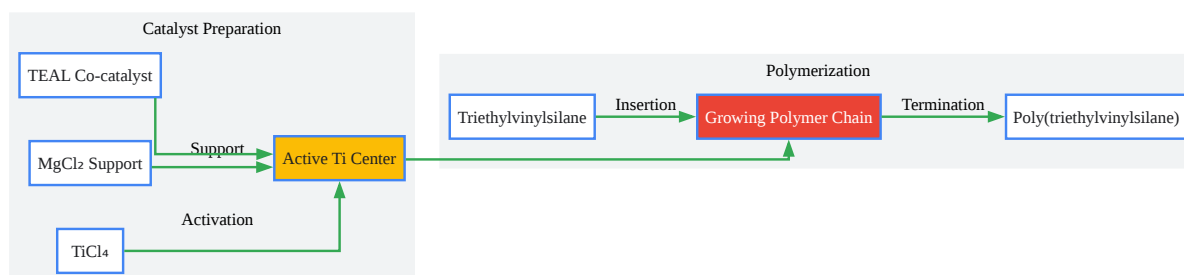 Catalyst Preparation
TEAL Co-catalyst
MgCl₂ Support
Support
Active Ti Center
Activation
TiCl₄
Polymerization
Triethylvinylsilane
Insertion
Growing Polymer Chain
Termination
Poly(triethylvinylsilane)